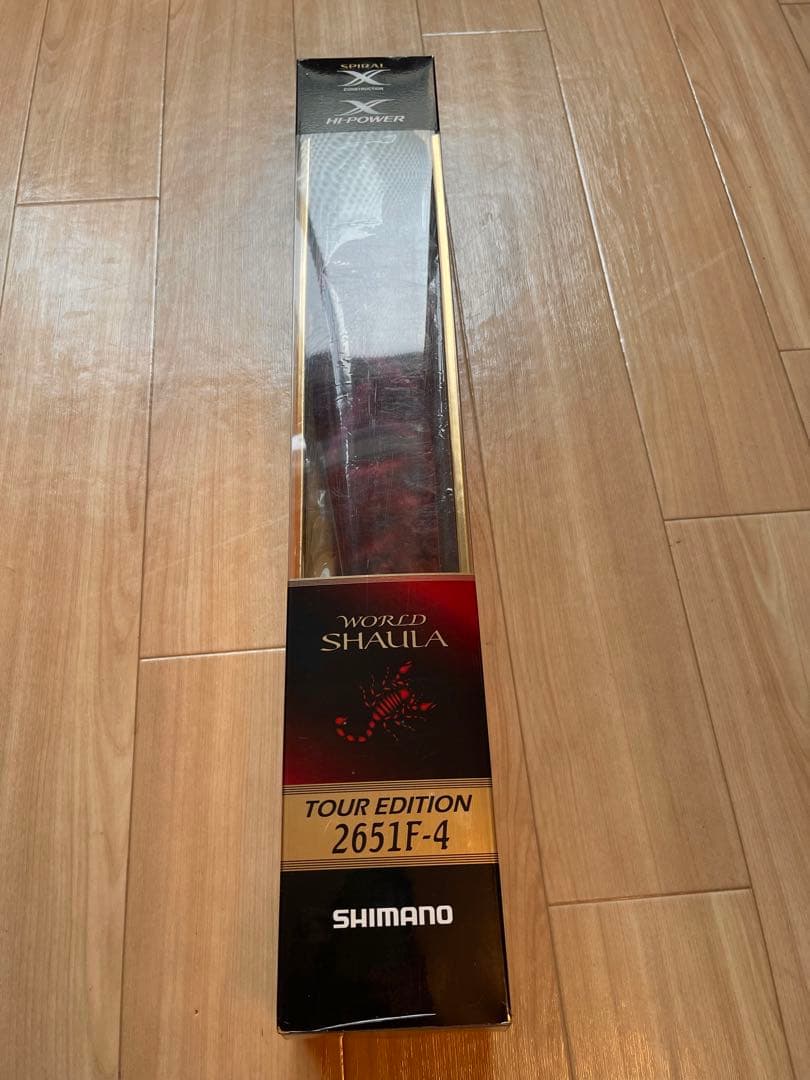 SPIRAL
X
CONSTRUCTION
X
HI-POWER
WORLD
SHAULA
TOUR EDITION
2651F-4
SHIMANO